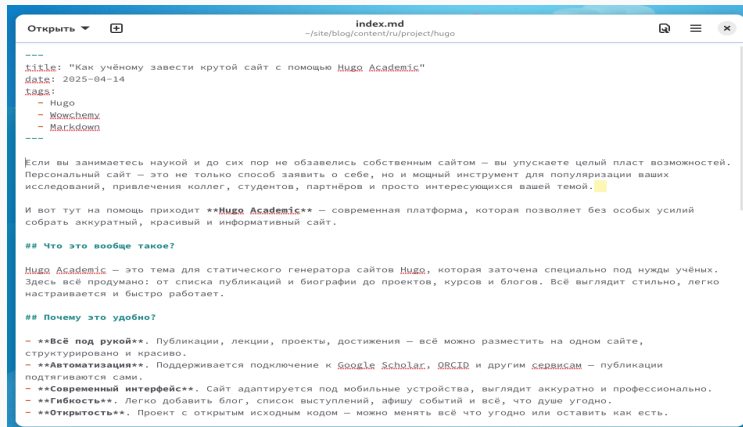 Открыть
index.md
~/site/blog/content/ru/project/hugo
---
title: "Как учёному завести крутой сайт с помощью Hugo Academic"
date: 2025-04-14
tags:
- Hugo
- Wowchemy
- Markdown
---
Если вы занимаетесь наукой и до сих пор не обзавелись собственным сайтом — вы упускаете целый пласт возможностей.
Персональный сайт — это не только способ заявить о себе, но и мощный инструмент для популяризации ваших
исследований, привлечения коллег, студентов, партнёров и просто интересующихся вашей темой.
И вот тут на помощь приходит **Hugo Academic** — современная платформа, которая позволяет без особых усилий
собрать аккуратный, красивый и информативный сайт.
## Что это вообще такое?
Hugo Academic — это тема для статического генератора сайтов Hugo, которая заточена специально под нужды учёных.
Здесь всё продумано: от списка публикаций и биографии до проектов, курсов и блогов. Всё выглядит стильно, легко
настраивается и быстро работает.
## Почему это удобно?
- **Всё под рукой**. Публикации, лекции, проекты, достижения — всё можно разместить на одном сайте,
структурировано и красиво.
- **Автоматизация**. Поддерживается подключение к Google Scholar, ORCID и другим сервисам — публикации
подтягиваются сами.
- **Современный интерфейс**. Сайт адаптируется под мобильные устройства, выглядит аккуратно и профессионально.
- **Гибкость**. Легко добавить блог, список выступлений, афишу событий и всё, что душе угодно.
- **Открытость**. Проект с открытым исходным кодом — можно менять всё что угодно или оставить как есть.